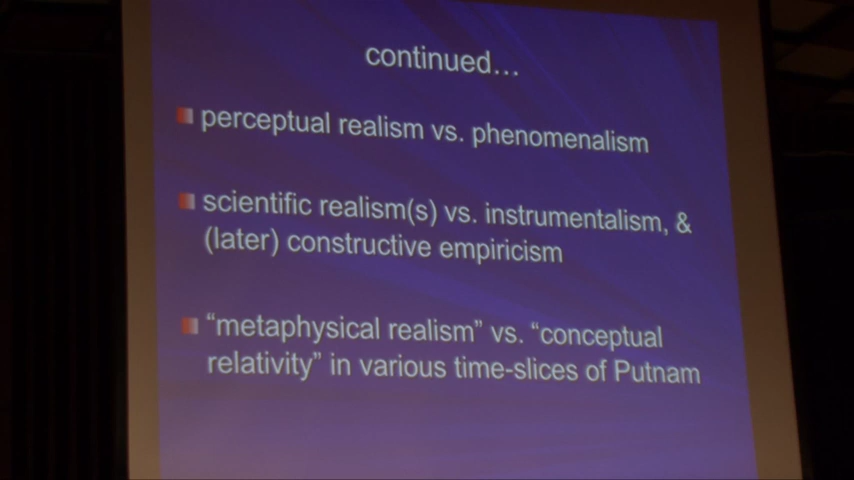 continued…
perceptual realism vs. phenomenalism
scientific realism(s) vs. instrumentalism, &
(later) constructive empiricism
“metaphysical realism” vs. “conceptual
relativity” in various time-slices of Putnam